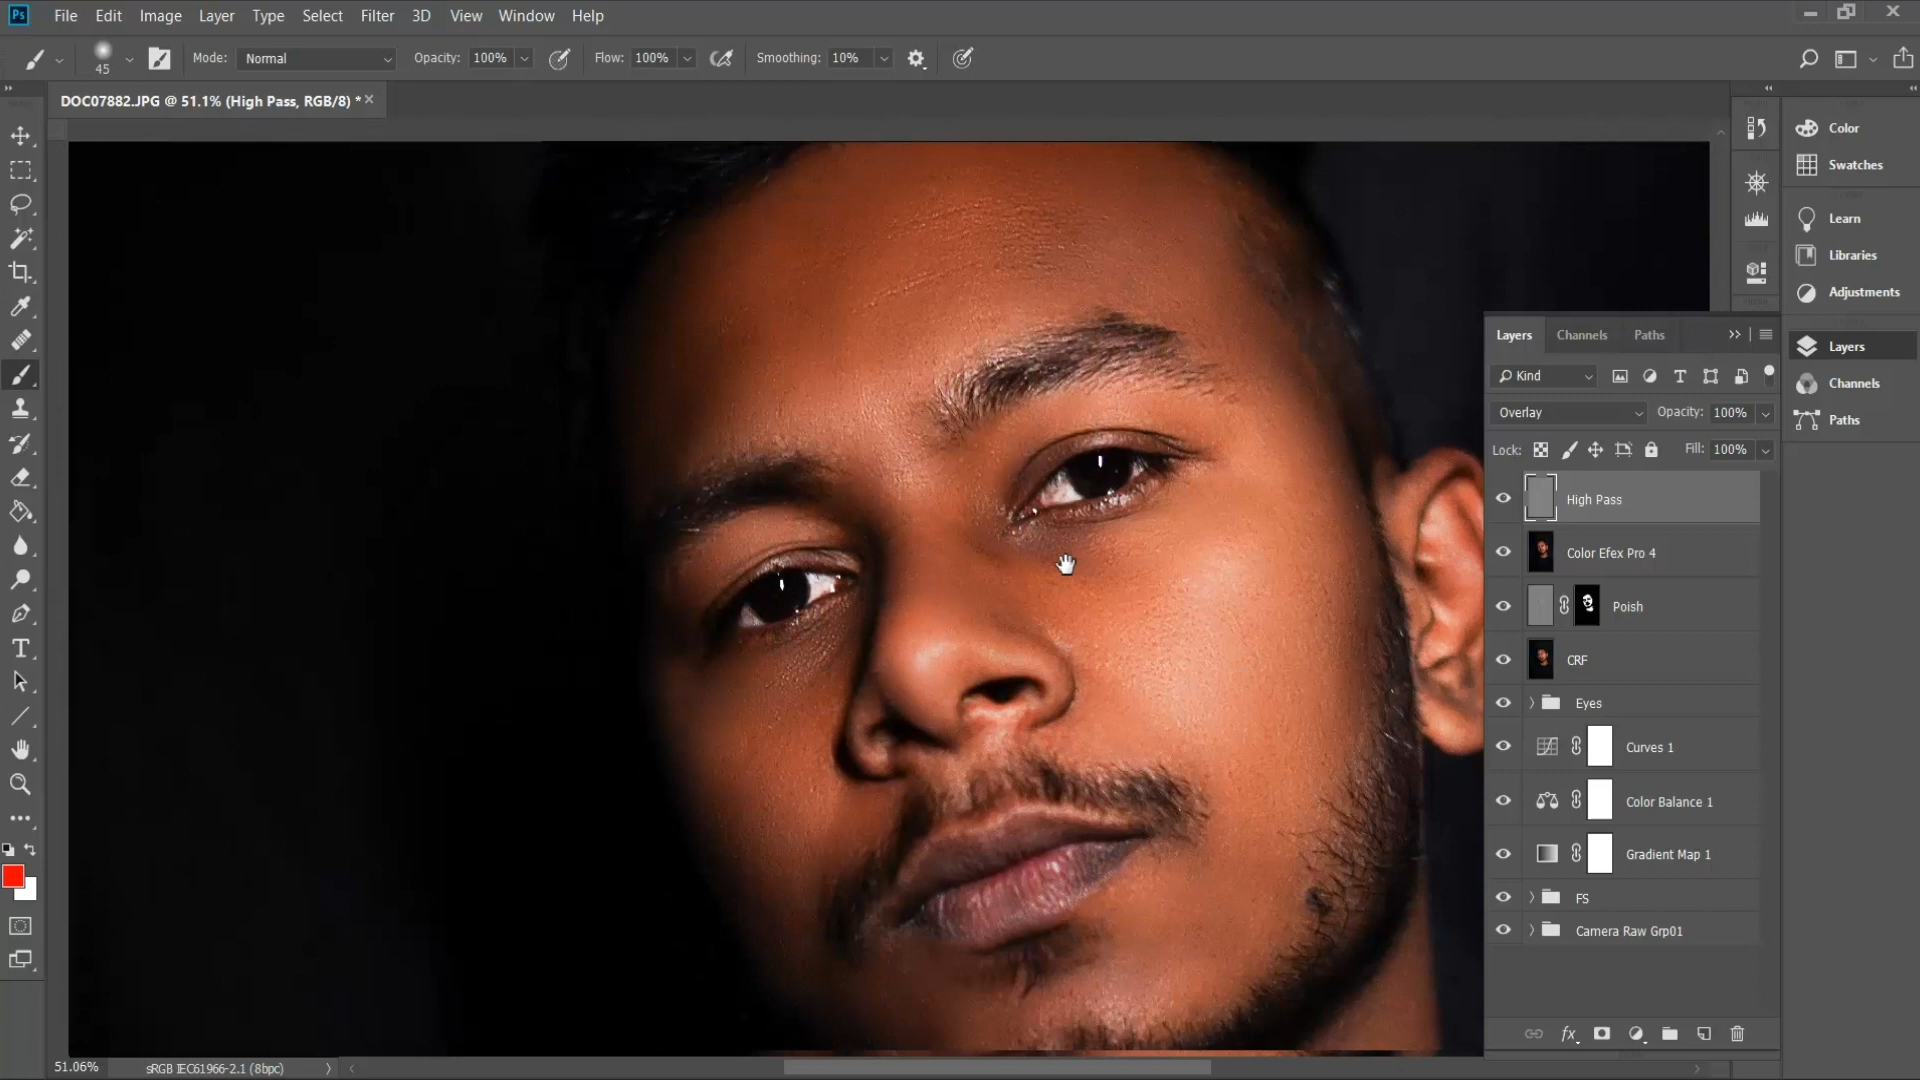 Ps File Edit Image Layer Type Select Filter 3D View Window Help
45 Mode: Normal Opacity: 100% Flow: 100% Smoothing: 10%
DOC07882.JPG @ 51.1% (High Pass, RGB/8) * ×
Color
Swatches
Learn
Libraries
Adjustments
Layers
Channels
Paths
Layers Channels Paths
Kind
Overlay Opacity: 100%
Lock: Fill: 100%
High Pass
Color Efex Pro 4
Poish
CRF
Eyes
Curves 1
Color Balance 1
Gradient Map 1
FS
Camera Raw Grp01
fx
51.06% sRGB IEC61966-2.1 (8bpc)